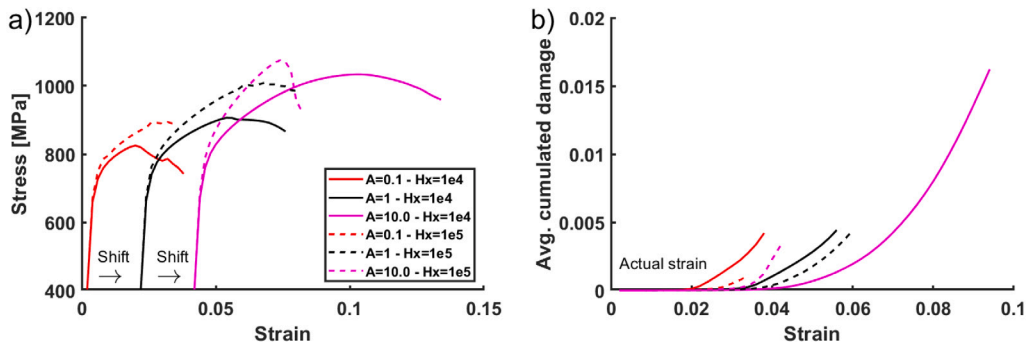 a)
1200
1000
800
600
400
Stress [MPa]
Shift Shift
→ →
A=0.1 - Hx=1e4
A=1 - Hx=1e4
A=10.0 - Hx=1e4
A=0.1 - Hx=1e5
A=1 - Hx=1e5
A=10.0 - Hx=1e5
0 0.05 0.1 0.15
Strain
b)
0.02
0.015
0.01
0.005
0
Avg. cumulated damage
Actual strain
0 0.02 0.04 0.06 0.08 0.1
Strain